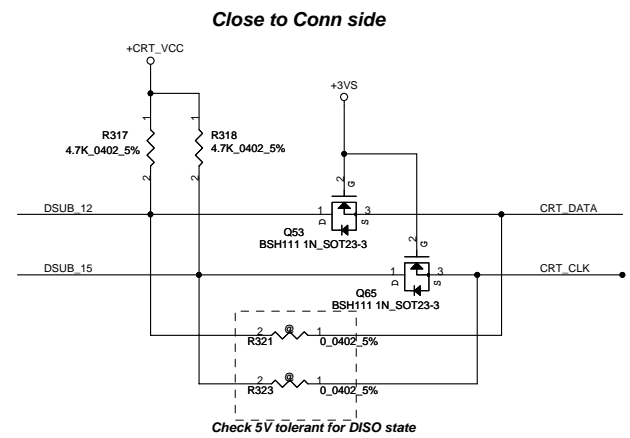 Close to Conn side
+CRT_VCC
+3VS
1
1
R317
4.7K_0402_5%
R318
4.7K_0402_5%
2
2
2
G
DSUB_12
1
D
3
S
CRT_DATA
Q53
BSH111 1N_SOT23-3
2
G
DSUB_15
1
D
3
S
CRT_CLK
Q65
BSH111 1N_SOT23-3
2
@
1
R321
0_0402_5%
2
@
1
R323
0_0402_5%
Check 5V tolerant for DISO state